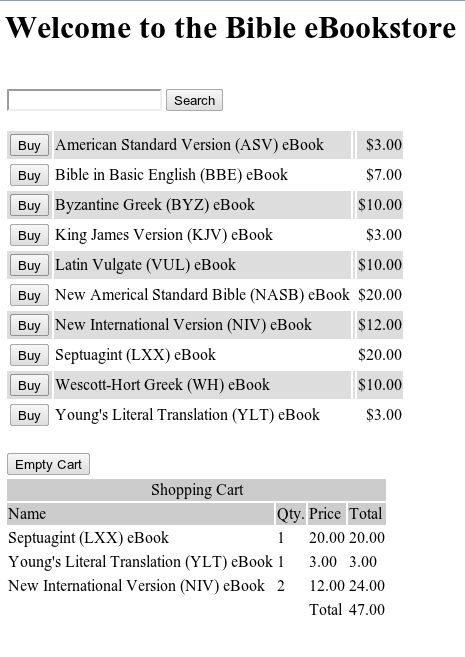 Welcome to the Bible eBookstore
Search
Buy American Standard Version (ASV) eBook $3.00
Buy Bible in Basic English (BBE) eBook $7.00
Buy Byzantine Greek (BYZ) eBook $10.00
Buy King James Version (KJV) eBook $3.00
Buy Latin Vulgate (VUL) eBook $10.00
Buy New Americal Standard Bible (NASB) eBook $20.00
Buy New International Version (NIV) eBook $12.00
Buy Septuagint (LXX) eBook $20.00
Buy Wescott-Hort Greek (WH) eBook $10.00
Buy Young's Literal Translation (YLT) eBook $3.00
Empty Cart
Shopping Cart
Name Qty. Price Total
Septuagint (LXX) eBook 1 20.00 20.00
Young's Literal Translation (YLT) eBook 1 3.00 3.00
New International Version (NIV) eBook 2 12.00 24.00
Total 47.00